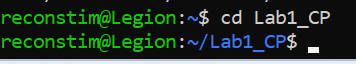 reconstim@Legion:~$ cd Lab1_CP
reconstim@Legion:~/Lab1_CP$